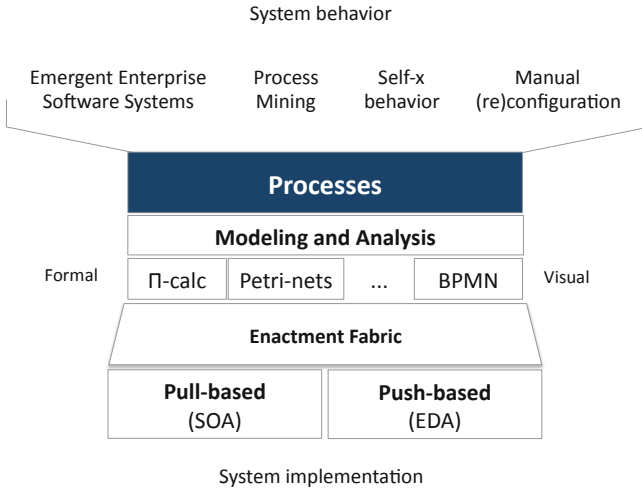 System behavior
Emergent Enterprise
Software Systems
Process
Mining
Self-x
behavior
Manual
(re)configuration
Processes
Modeling and Analysis
Formal
Π-calc
Petri-nets
...
BPMN
Visual
Enactment Fabric
Pull-based
(SOA)
Push-based
(EDA)
System implementation